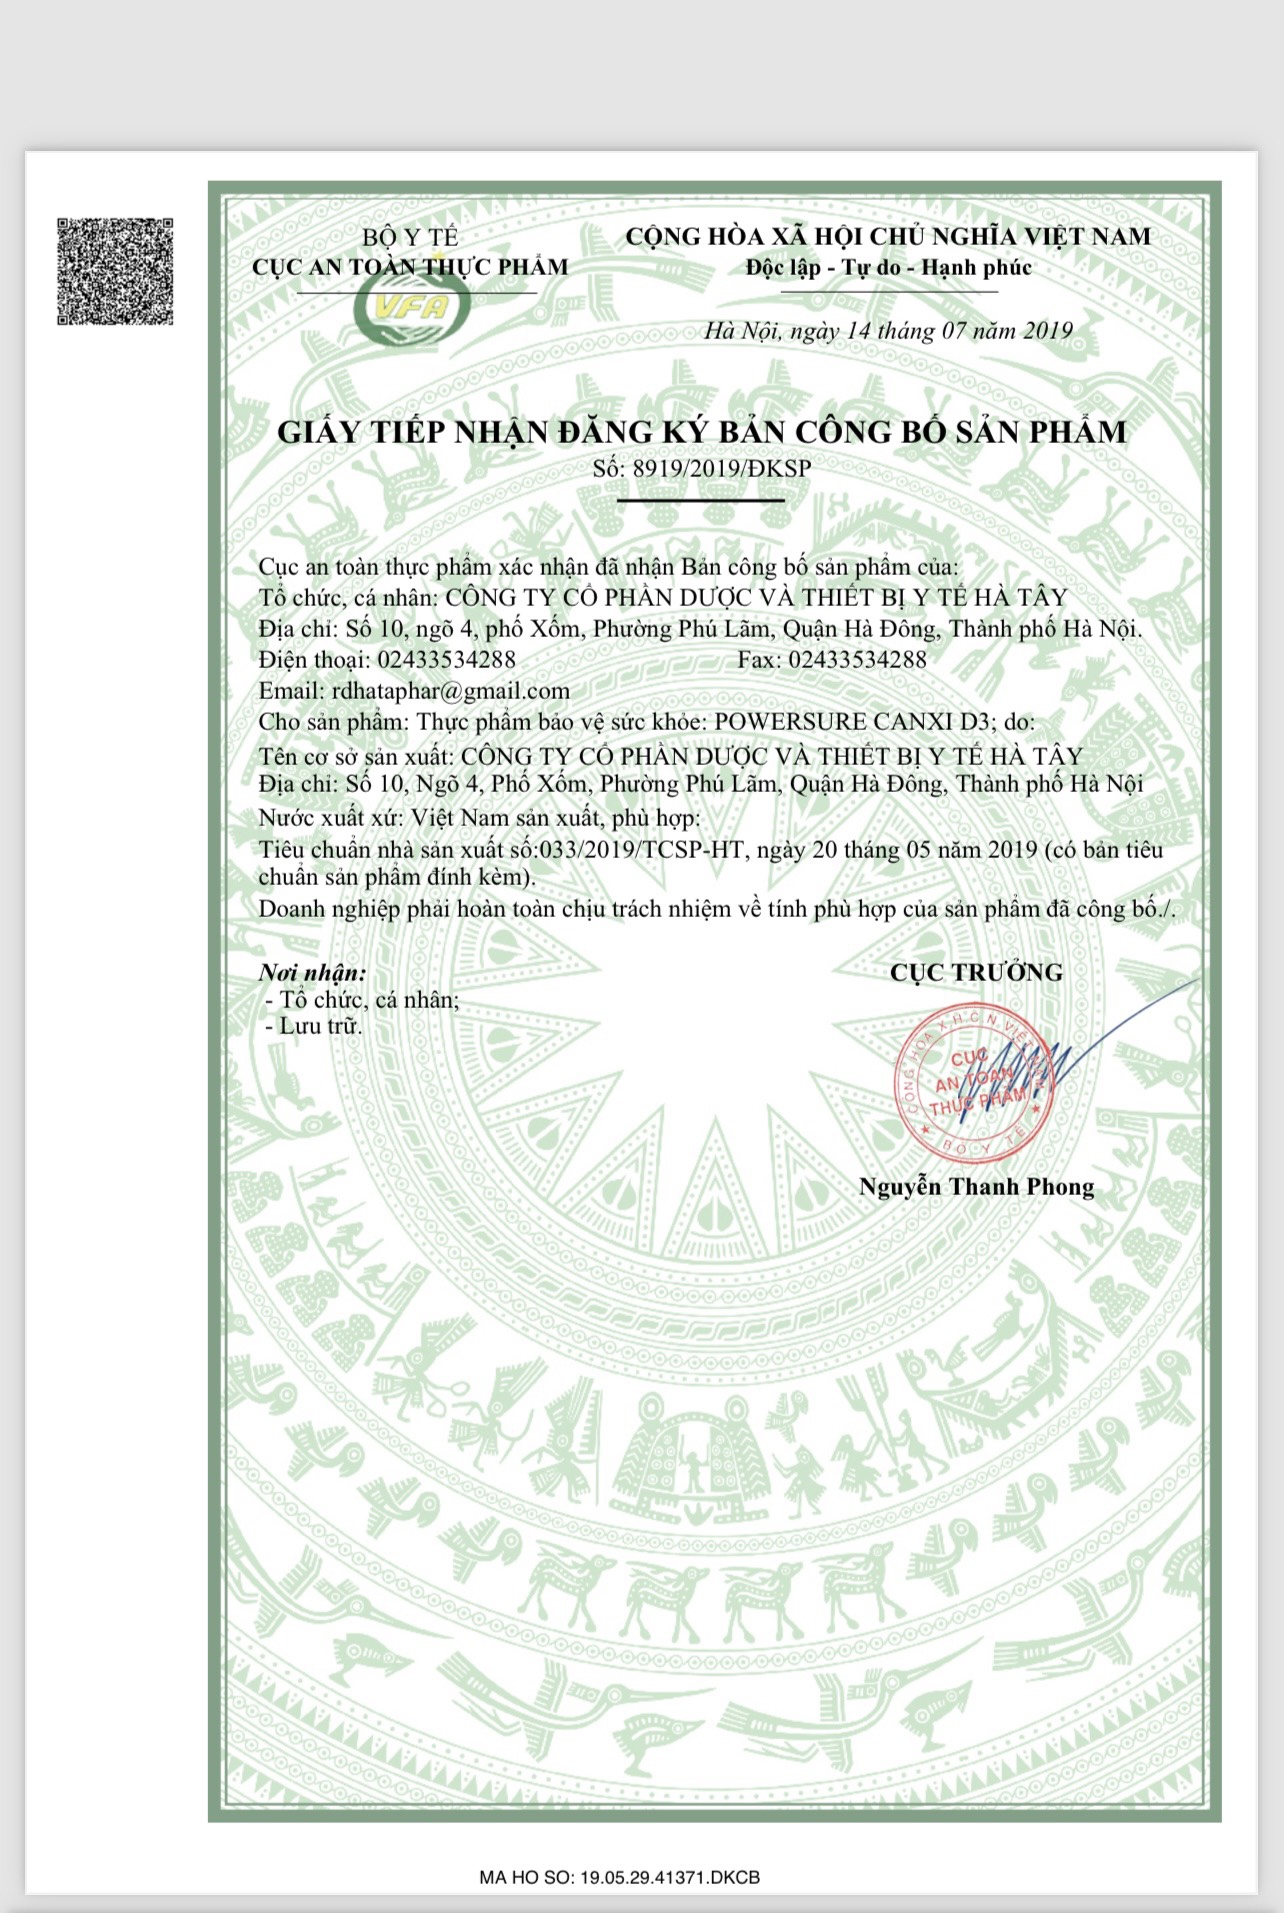 BỘ Y TẾ
CỤC AN TOÀN THỰC PHẨM
VFA
CỘNG HÒA XÃ HỘI CHỦ NGHĨA VIỆT NAM
Độc lập - Tự do - Hạnh phúc
Hà Nội, ngày 14 tháng 07 năm 2019
GIẤY TIẾP NHẬN ĐĂNG KÝ BẢN CÔNG BỐ SẢN PHẨM
Số: 8919/2019/ĐKSP
Cục an toàn thực phẩm xác nhận đã nhận Bản công bố sản phẩm của:
Tổ chức, cá nhân: CÔNG TY CỔ PHẦN DƯỢC VÀ THIẾT BỊ Y TẾ HÀ TÂY
Địa chỉ: Số 10, ngõ 4, phố Xốm, Phường Phú Lãm, Quận Hà Đông, Thành phố Hà Nội.
Điện thoại: 02433534288 Fax: 02433534288
Email: rdhataphar@gmail.com
Cho sản phẩm: Thực phẩm bảo vệ sức khỏe: POWERSURE CANXI D3; do:
Tên cơ sở sản xuất: CÔNG TY CỔ PHẦN DƯỢC VÀ THIẾT BỊ Y TẾ HÀ TÂY
Địa chỉ: Số 10, Ngõ 4, Phố Xốm, Phường Phú Lãm, Quận Hà Đông, Thành phố Hà Nội
Nước xuất xứ: Việt Nam sản xuất, phù hợp:
Tiêu chuẩn nhà sản xuất số:033/2019/TCSP-HT, ngày 20 tháng 05 năm 2019 (có bản tiêu
chuẩn sản phẩm đính kèm).
Doanh nghiệp phải hoàn toàn chịu trách nhiệm về tính phù hợp của sản phẩm đã công bố./.
Nơi nhận:
- Tổ chức, cá nhân;
- Lưu trữ.
CỤC TRƯỞNG
CỘNG HÒA X.H.C.N VIỆT NAM
CỤC
AN TOÀN
THỰC PHẨM
BỘ Y TẾ
Nguyễn Thanh Phong
MA HO SO: 19.05.29.41371.DKCB